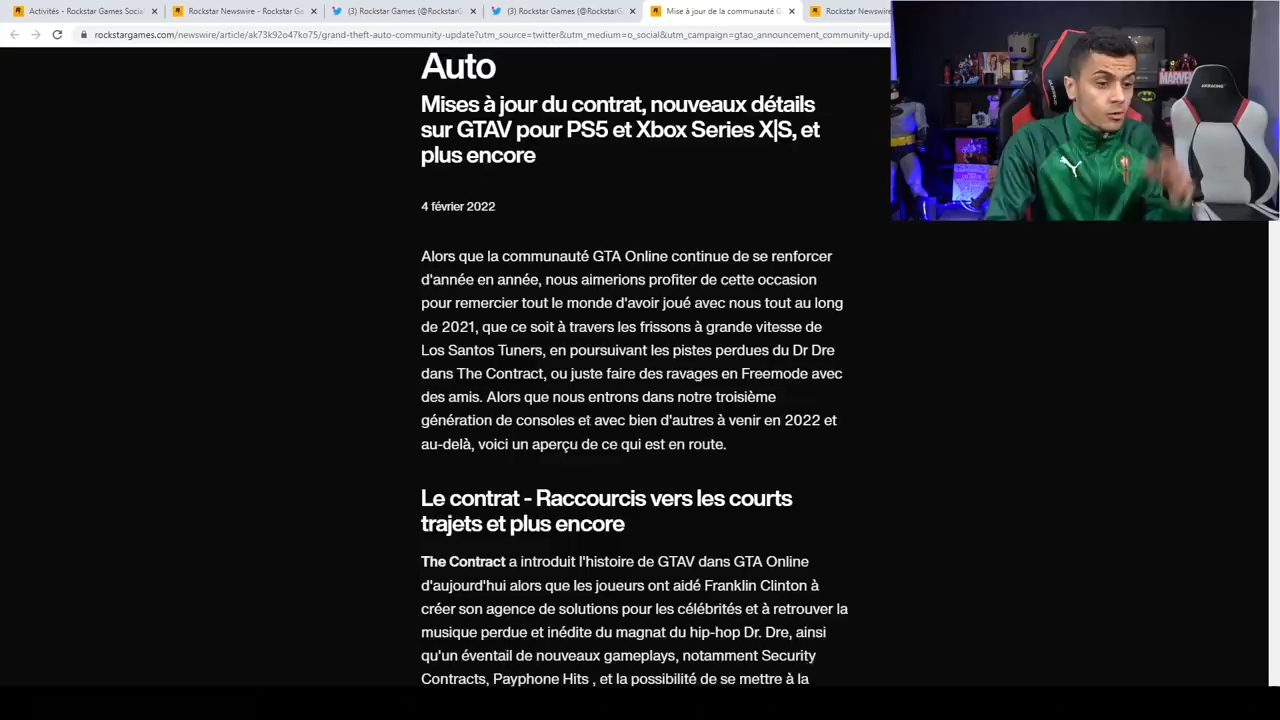 Activités - Rockstar Games Social
Rockstar Newswire - Rockstar Ga
(3) Rockstar Games (@RockstarG
(3) Rockstar Games (@RockstarG
Mise à jour de la communauté G
Rockstar Newswire
rockstargames.com/newswire/article/ak73k92o47ko75/grand-theft-auto-community-update?utm_source=twitter&utm_medium=o_social&utm_campaign=gtao_announcement_community-upd
MARVEL
Auto
Mises à jour du contrat, nouveaux détails
sur GTAV pour PS5 et Xbox Series X|S, et
plus encore
4 février 2022
Alors que la communauté GTA Online continue de se renforcer
d'année en année, nous aimerions profiter de cette occasion
pour remercier tout le monde d'avoir joué avec nous tout au long
de 2021, que ce soit à travers les frissons à grande vitesse de
Los Santos Tuners, en poursuivant les pistes perdues du Dr Dre
dans The Contract, ou juste faire des ravages en Freemode avec
des amis. Alors que nous entrons dans notre troisième
génération de consoles et avec bien d'autres à venir en 2022 et
au-delà, voici un aperçu de ce qui est en route.
Le contrat - Raccourcis vers les courts
trajets et plus encore
The Contract a introduit l'histoire de GTAV dans GTA Online
d'aujourd'hui alors que les joueurs ont aidé Franklin Clinton à
créer son agence de solutions pour les célébrités et à retrouver la
musique perdue et inédite du magnat du hip-hop Dr. Dre, ainsi
qu'un éventail de nouveaux gameplays, notamment Security
Contracts, Payphone Hits , et la possibilité de se mettre à la